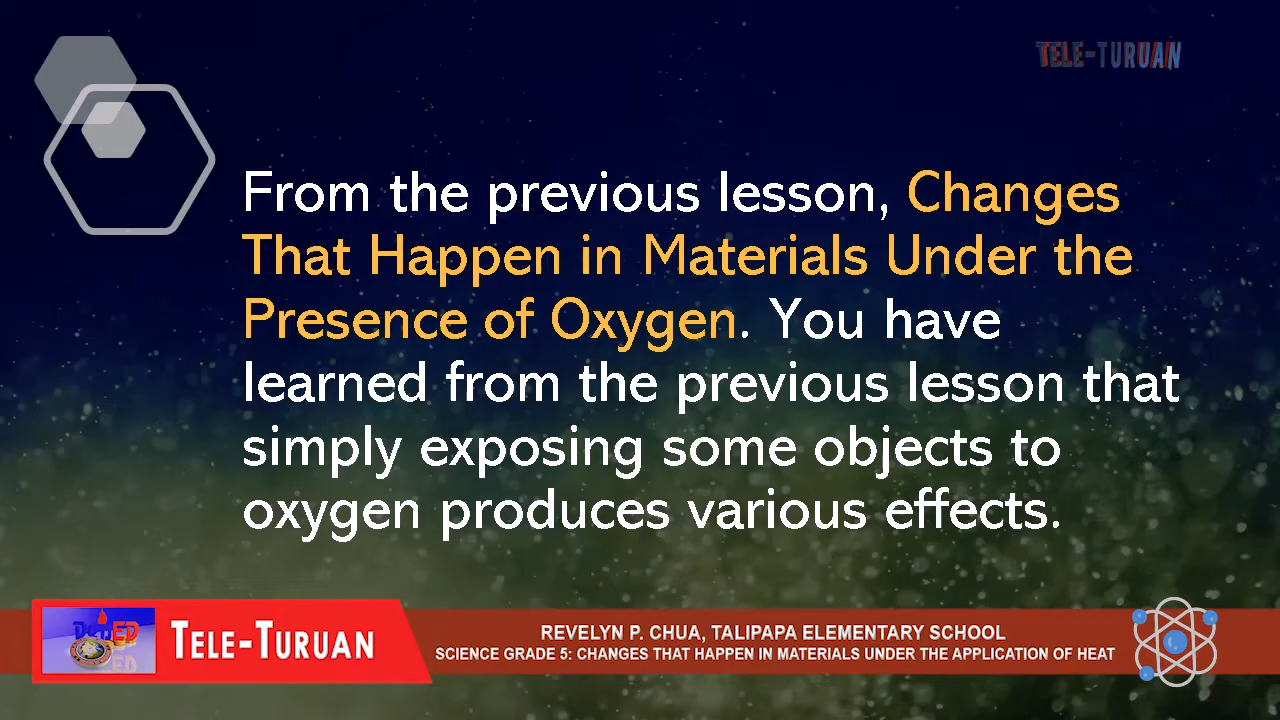 TELE-TURUAN
From the previous lesson, Changes
That Happen in Materials Under the
Presence of Oxygen. You have
learned from the previous lesson that
simply exposing some objects to
oxygen produces various effects.
DepED
TELE-TURUAN
REVELYN P. CHUA, TALIPAPA ELEMENTARY SCHOOL
SCIENCE GRADE 5: CHANGES THAT HAPPEN IN MATERIALS UNDER THE APPLICATION OF HEAT